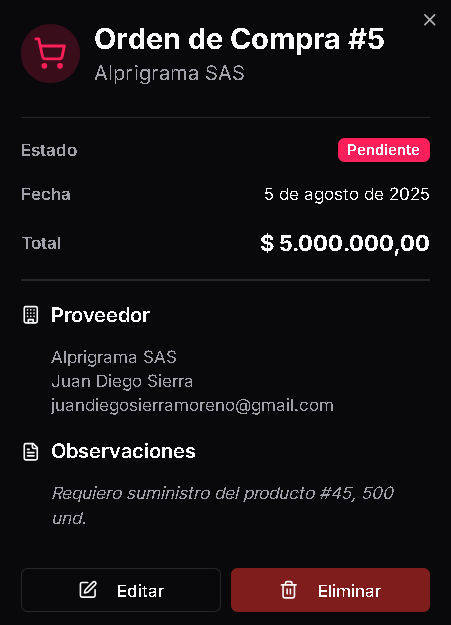 Orden de Compra #5
Alprigrama SAS
Estado
Pendiente
Fecha
5 de agosto de 2025
Total
$ 5.000.000,00
Proveedor
Alprigrama SAS
Juan Diego Sierra
juandiegosierramoreno@gmail.com
Observaciones
Requiero suministro del producto #45, 500
und.
Editar
Eliminar